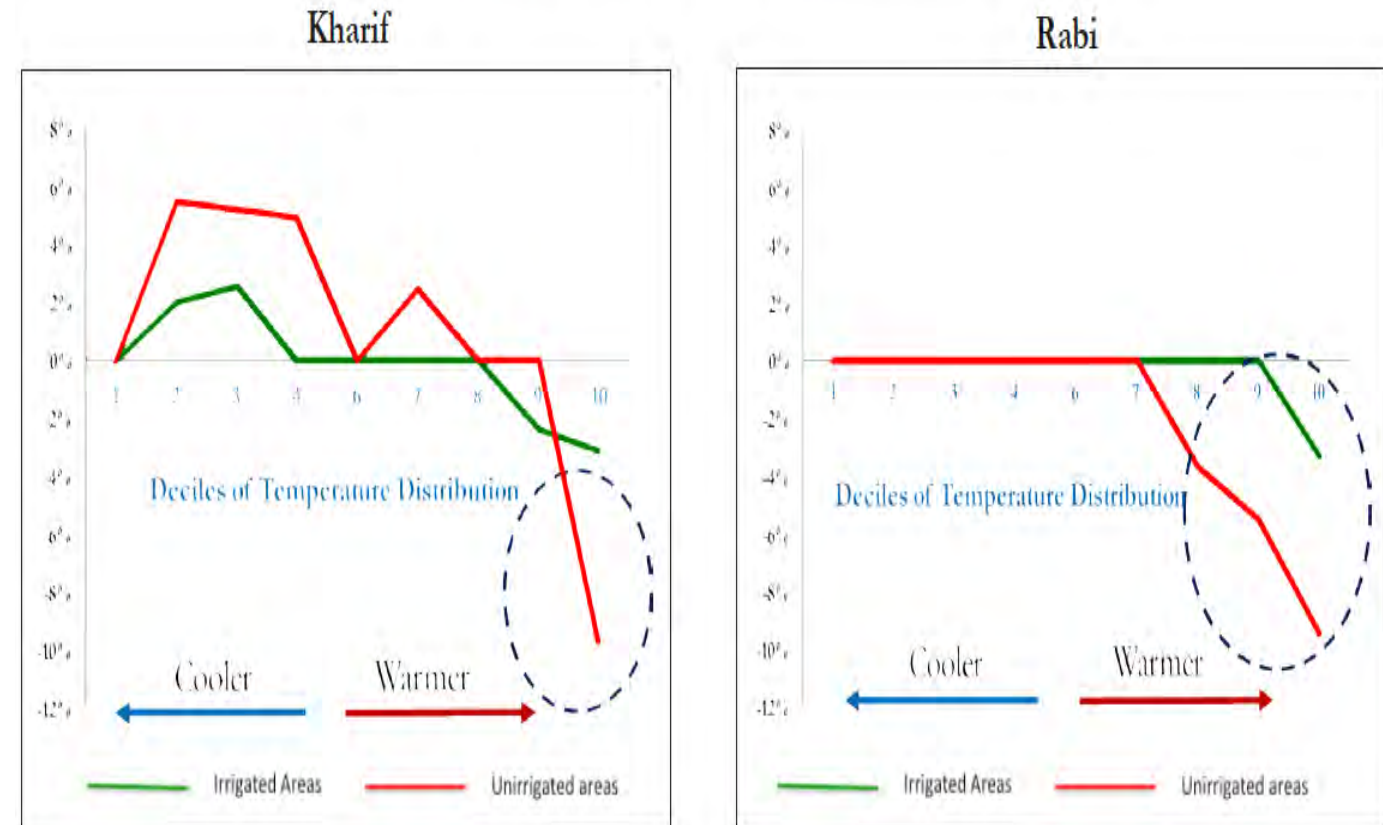 Kharif
8%
6%
4%
2%
0%
1 2 3 6 7 8 9 10
-2%
-4%
Deciles of Temperature Distribution
-6%
-8%
-10%
Cooler Warmer
-12%
Irrigated Areas Unirrigated areas
Rabi
8%
6%
4%
2%
0%
1 2 3 6 7 8 9 10
-2%
-4%
Deciles of Temperature Distribution
-6%
-8%
-10%
Cooler Warmer
-12%
Irrigated Areas Unirrigated areas